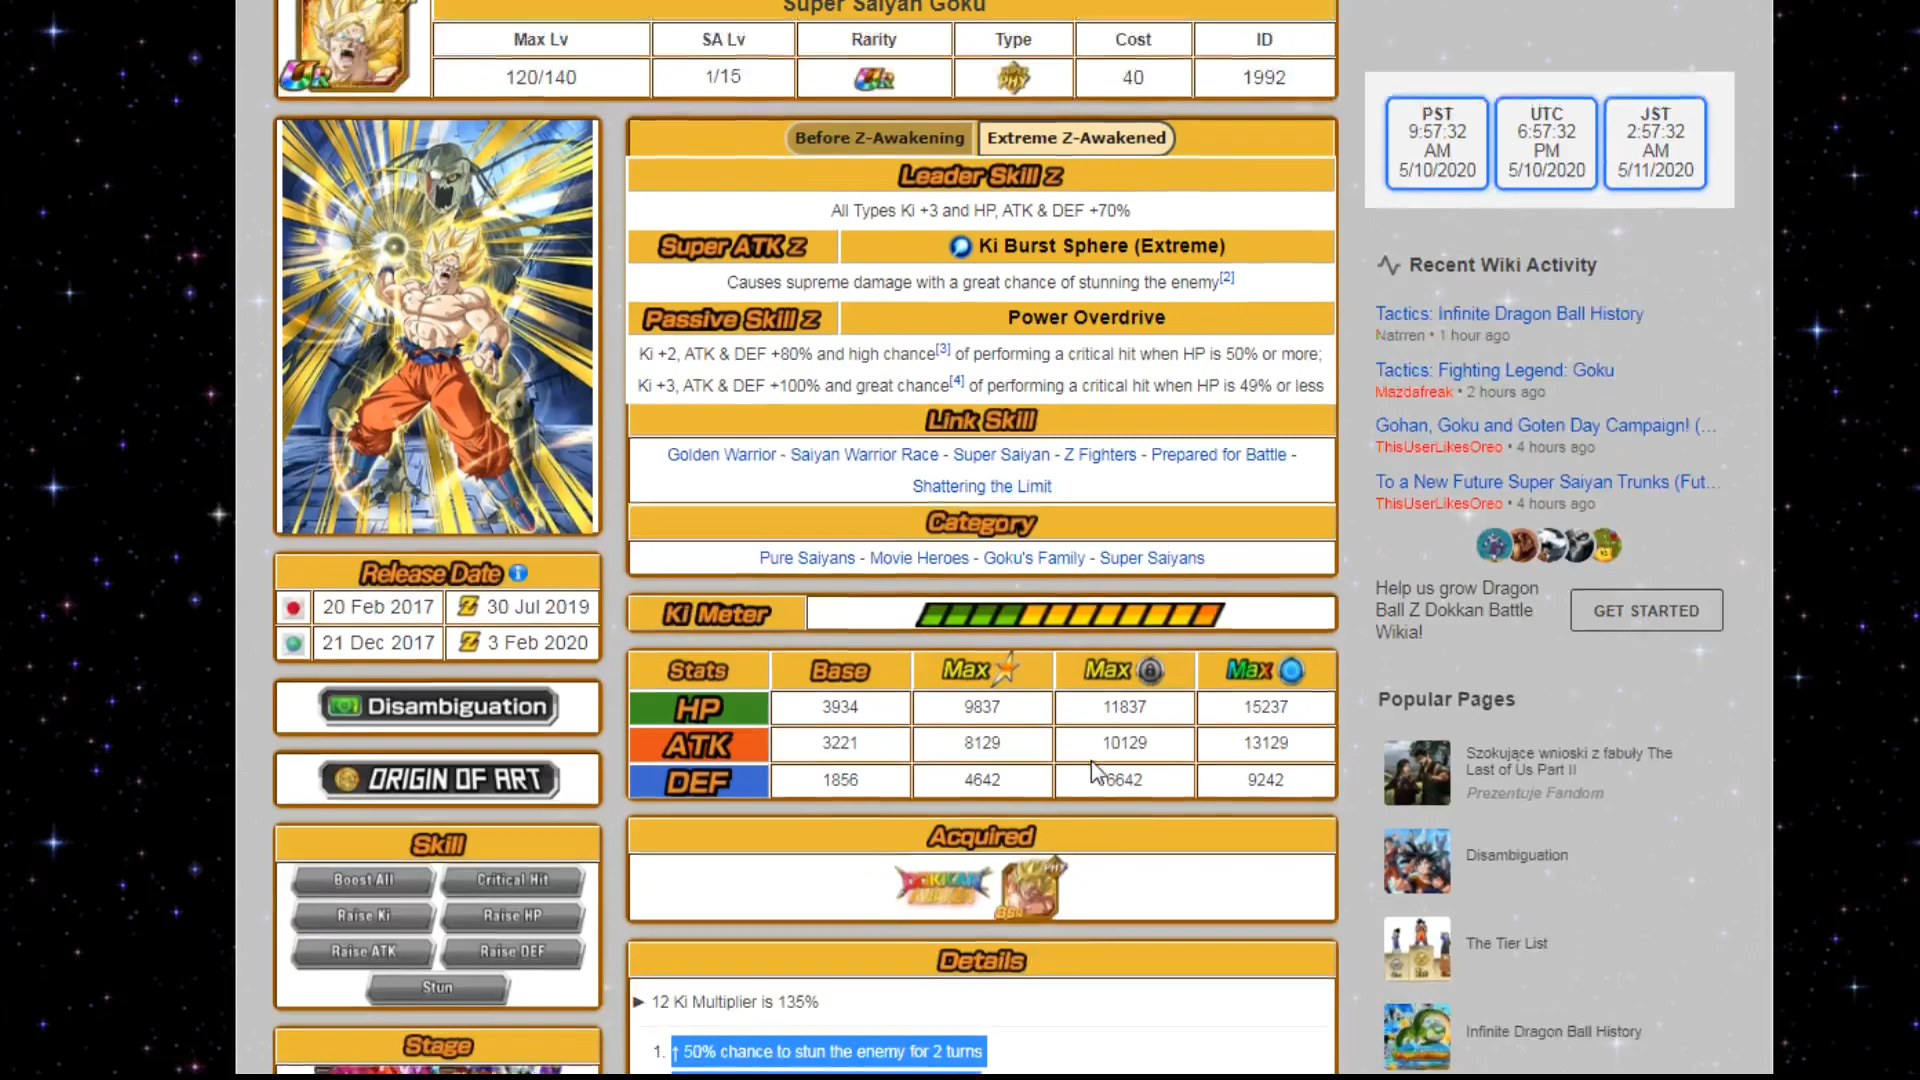 Super Saiyan Goku
Max Lv SA Lv Rarity Type Cost ID
120/140 1/15 UR SUPER PHY 40 1992
UR
Before Z-Awakening Extreme Z-Awakened
Leader Skill Z
All Types Ki +3 and HP, ATK & DEF +70%
Super ATK Z Ki Burst Sphere (Extreme)
Causes supreme damage with a great chance of stunning the enemy[2]
Passive Skill Z Power Overdrive
Ki +2, ATK & DEF +80% and high chance[3] of performing a critical hit when HP is 50% or more;
Ki +3, ATK & DEF +100% and great chance[4] of performing a critical hit when HP is 49% or less
Link Skill
Golden Warrior - Saiyan Warrior Race - Super Saiyan - Z Fighters - Prepared for Battle -
Shattering the Limit
Category
Pure Saiyans - Movie Heroes - Goku's Family - Super Saiyans
Release Date
20 Feb 2017 Z 30 Jul 2019
21 Dec 2017 Z 3 Feb 2020
Disambiguation
ORIGIN OF ART
Skill
Boost All Critical Hit
Raise Ki Raise HP
Raise ATK Raise DEF
Stun
Stage
Ki Meter
Stats Base Max Max Max
HP 3934 9837 11837 15237
ATK 3221 8129 10129 13129
DEF 1856 4642 6642 9242
Acquired
DOKKAN
PHY
SSR
Details
► 12 Ki Multiplier is 135%
1. ↑ 50% chance to stun the enemy for 2 turns
PST UTC JST
9:57:32 6:57:32 2:57:32
AM PM AM
5/10/2020 5/10/2020 5/11/2020
Recent Wiki Activity
Tactics: Infinite Dragon Ball History
Natrren • 1 hour ago
Tactics: Fighting Legend: Goku
Mazdafreak • 2 hours ago
Gohan, Goku and Goten Day Campaign! (...
ThisUserLikesOreo • 4 hours ago
To a New Future Super Saiyan Trunks (Fut...
ThisUserLikesOreo • 4 hours ago
Help us grow Dragon
Ball Z Dokkan Battle
Wikia!
GET STARTED
Popular Pages
Szokujące wnioski z fabuły The
Last of Us Part II
Prezentuje Fandom
Disambiguation
The Tier List
Infinite Dragon Ball History